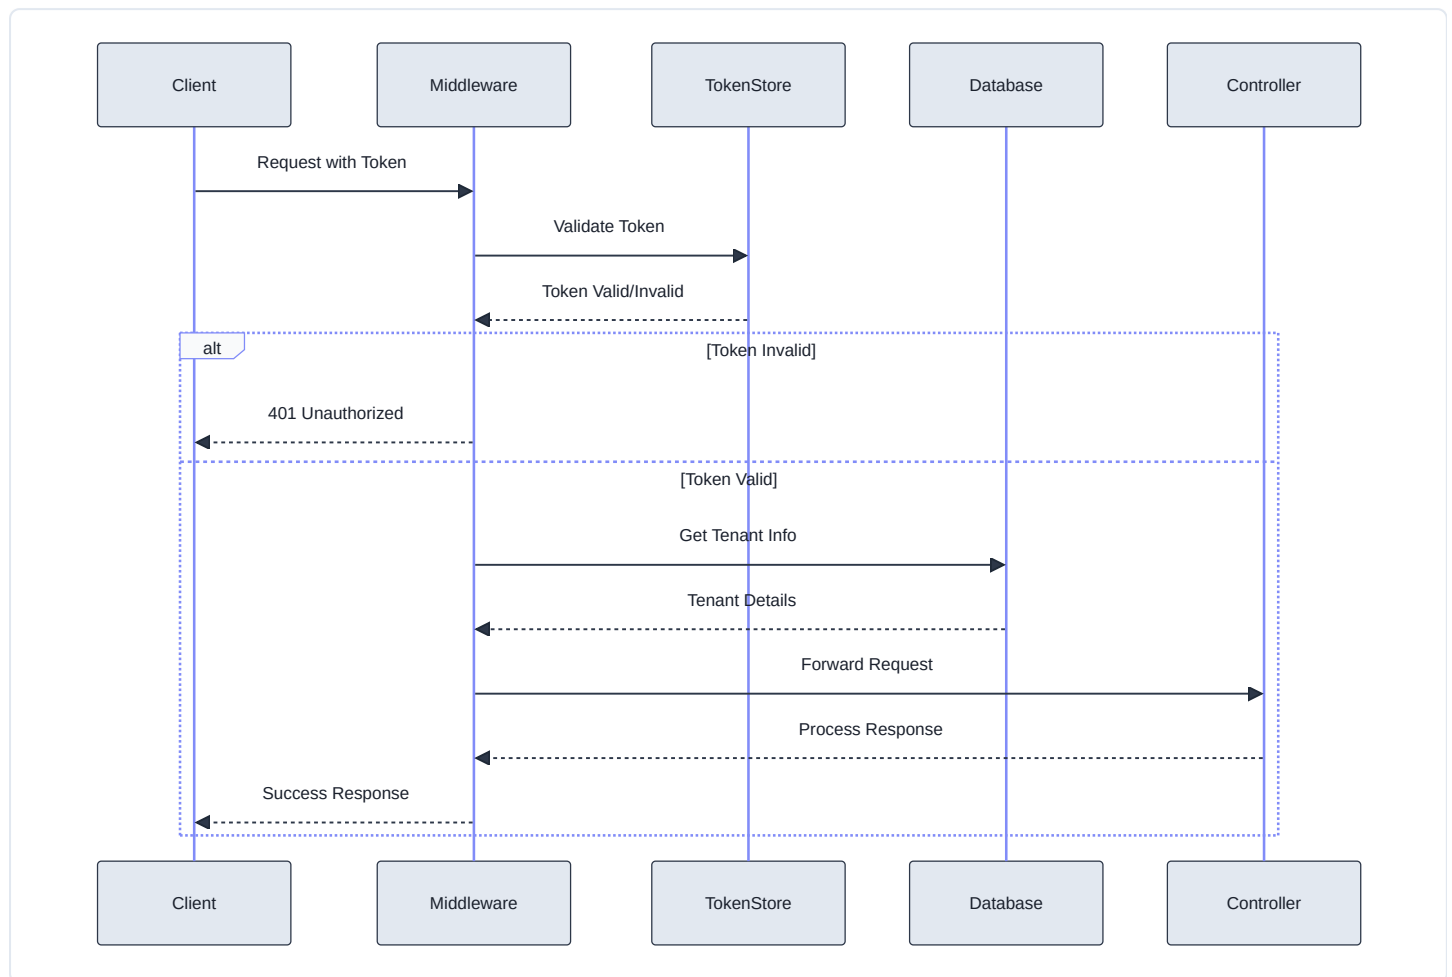 Client
Middleware
TokenStore
Database
Controller
Request with Token
Validate Token
Token Valid/Invalid
alt
[Token Invalid]
401 Unauthorized
[Token Valid]
Get Tenant Info
Tenant Details
Forward Request
Process Response
Success Response
Client
Middleware
TokenStore
Database
Controller